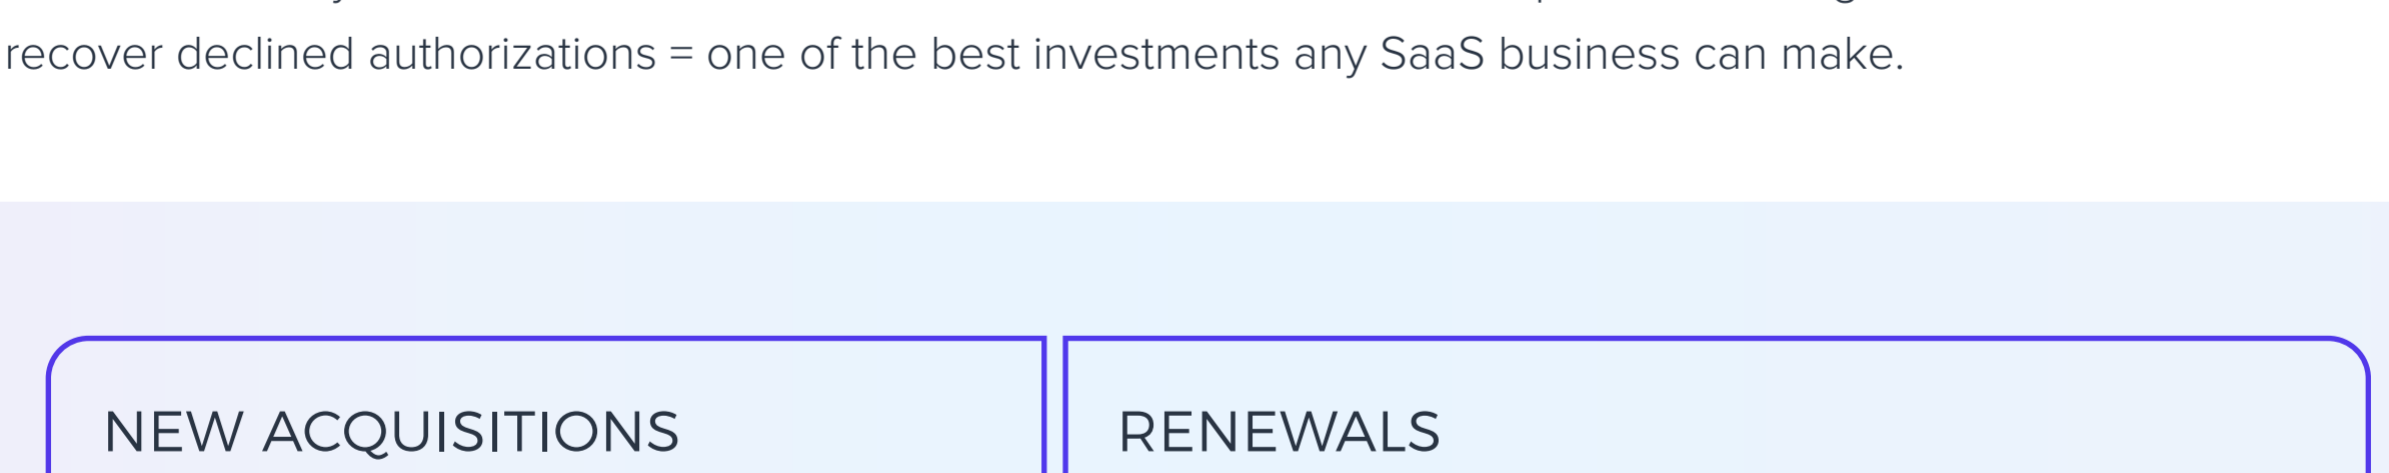 recover declined authorizations = one of the best investments any SaaS business can make.
NEW ACQUISITIONS
RENEWALS